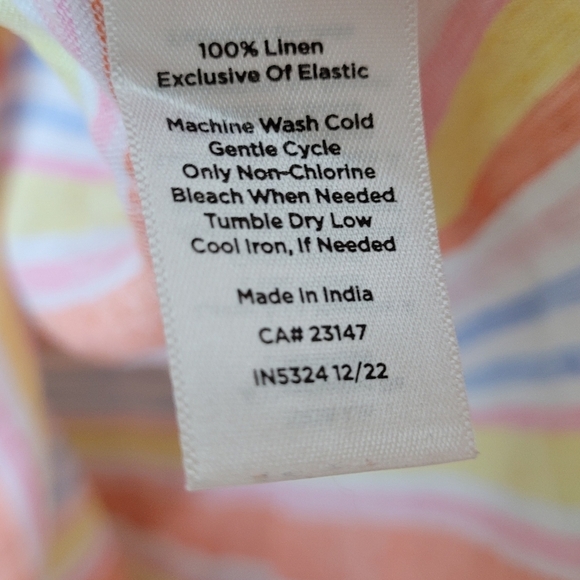 100% Linen
Exclusive Of Elastic
Machine Wash Cold
Gentle Cycle
Only Non-Chlorine
Bleach When Needed
Tumble Dry Low
Cool Iron, If Needed
Made In India
CA# 23147
IN5324 12/22